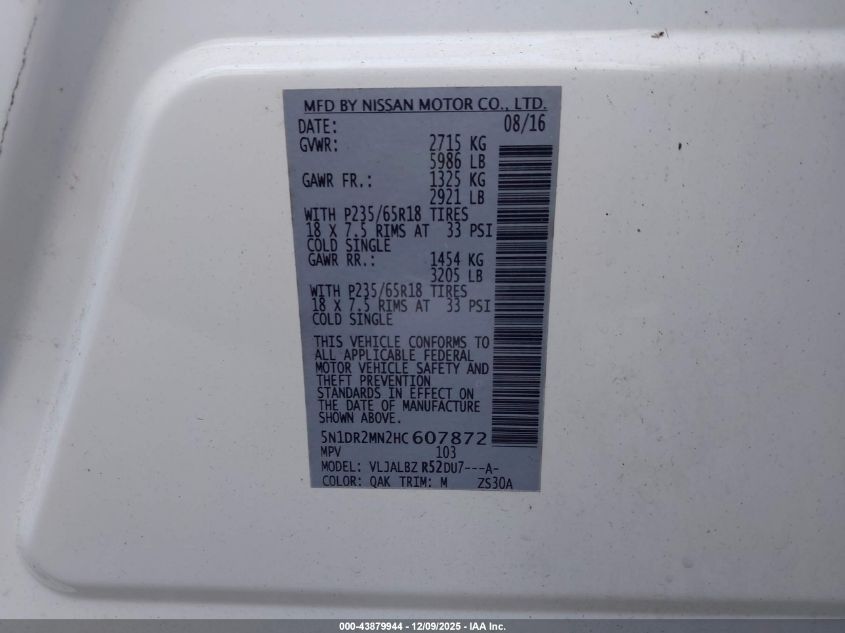 MFD BY NISSAN MOTOR CO., LTD.
DATE: 08/16
GVWR: 2715 KG
5986 LB
GAWR FR.: 1325 KG
2921 LB
WITH P235/65R18 TIRES
18 X 7.5 RIMS AT 33 PSI
COLD SINGLE
GAWR RR.: 1454 KG
3205 LB
WITH P235/65R18 TIRES
18 X 7.5 RIMS AT 33 PSI
COLD SINGLE
THIS VEHICLE CONFORMS TO
ALL APPLICABLE FEDERAL
MOTOR VEHICLE SAFETY AND
THEFT PREVENTION
STANDARDS IN EFFECT ON
THE DATE OF MANUFACTURE
SHOWN ABOVE.
5N1DR2MN2HC607872
MPV 103
MODEL: VLJALBZ R52DU7---A-
COLOR: QAK TRIM: M ZS30A
000-43879944 - 12/09/2025 - IAA Inc.